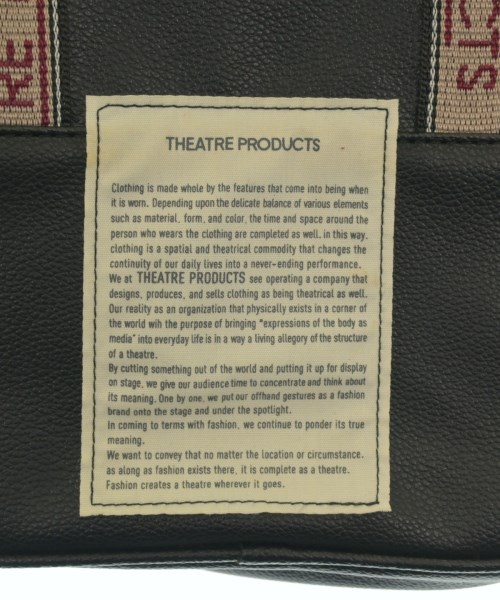 RE
STC
THEATRE PRODUCTS
Clothing is made whole by the features that come into being when
it is worn. Depending upon the delicate balance of various elements
such as material, form, and color, the time and space around the
person who wears the clothing are completed as well. in this way.
clothing is a spatial and theatrical commodity that changes the
continuity of our daily lives into a never-ending performance.
We at THEATRE PRODUCTS see operating a company that
designs, produces, and sells clothing as being theatrical as well.
Our reality as an organization that physically exists in a corner of
the world wih the purpose of bringing "expressions of the body as
media" into everyday life is in a way a living allegory of the structure
of a theatre.
By cutting something out of the world and putting it up for display
on stage, we give our audience time to concentrate and think about
its meaning. One by one, we put our offhand gestures as a fashion
brand onto the stage and under the spotlight.
In coming to terms with fashion, we continue to ponder its true
meaning.
We want to convey that no matter the location or circumstance.
as along as fashion exists there, it is complete as a theatre.
Fashion creates a theatre wherever it goes.